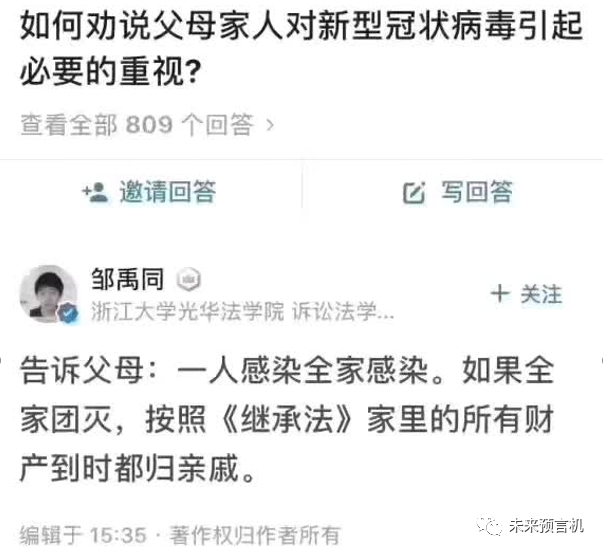 如何劝说父母家人对新型冠状病毒引起
必要的重视?
查看全部 809 个回答 >
邀请回答
写回答
邹禹同
浙江大学光华法学院 诉讼法学...
+ 关注
告诉父母：一人感染全家感染。如果全
家团灭，按照《继承法》家里的所有财
产到时都归亲戚。
编辑于 15:35 · 著作权归作者所有
未来预言机